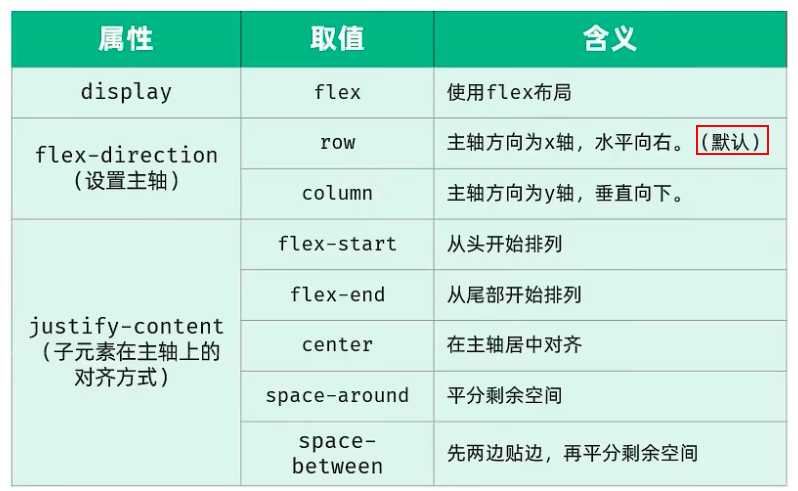 属性 取值 含义
display flex 使用flex布局
flex-direction
(设置主轴)
row 主轴方向为x轴，水平向右。(默认)
column 主轴方向为y轴，垂直向下。
justify-content
(子元素在主轴上的
对齐方式)
flex-start 从头开始排列
flex-end 从尾部开始排列
center 在主轴居中对齐
space-around 平分剩余空间
space-
between
先两边贴边，再平分剩余空间